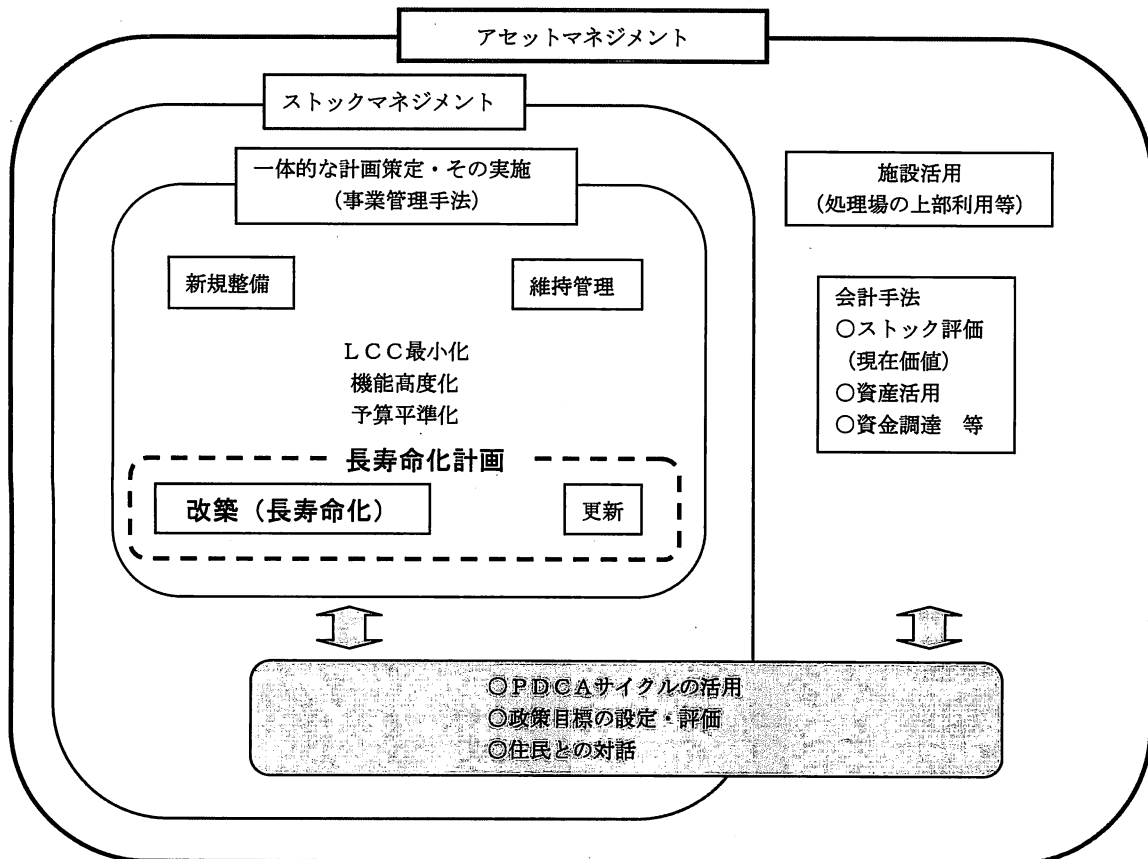 アセットマネジメント
ストックマネジメント
一体的な計画策定・その実施
(事業管理手法)
施設活用
(処理場の上部利用等)
新規整備
維持管理
会計手法
○ストック評価
(現在価値)
○資産活用
○資金調達　等
ＬＣＣ最小化
機能高度化
予算平準化
長寿命化計画
改築（長寿命化）
更新
○ＰＤＣＡサイクルの活用
○政策目標の設定・評価
○住民との対話